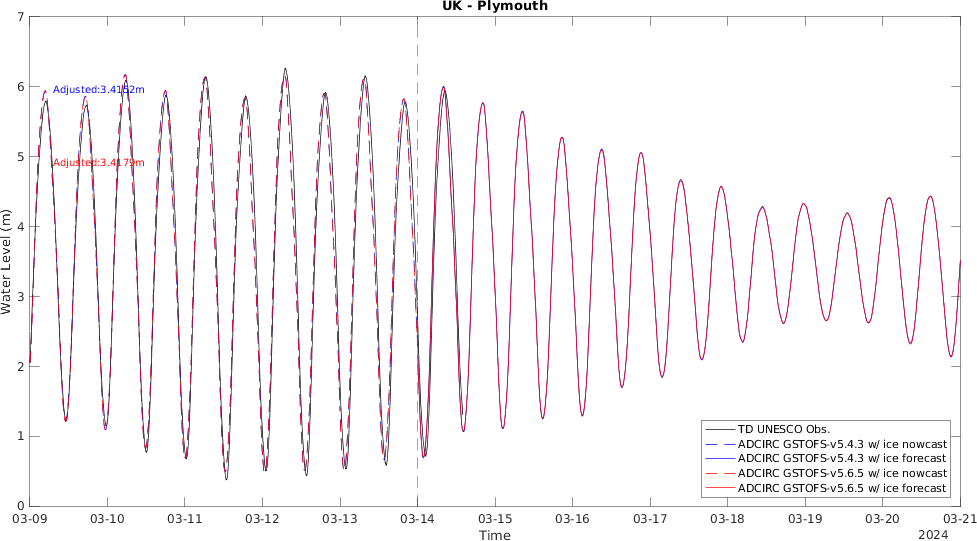 UK - Plymouth
7
6
5
4
3
2
1
0
Water Level (m)
Adjusted:3.4152m
Adjusted:3.4179m
TD UNESCO Obs.
ADCIRC GSTOFS-v5.4.3 w/ ice nowcast
ADCIRC GSTOFS-v5.4.3 w/ ice forecast
ADCIRC GSTOFS-v5.6.5 w/ ice nowcast
ADCIRC GSTOFS-v5.6.5 w/ ice forecast
03-09 03-10 03-11 03-12 03-13 03-14 03-15 03-16 03-17 03-18 03-19 03-20 03-21
Time
2024